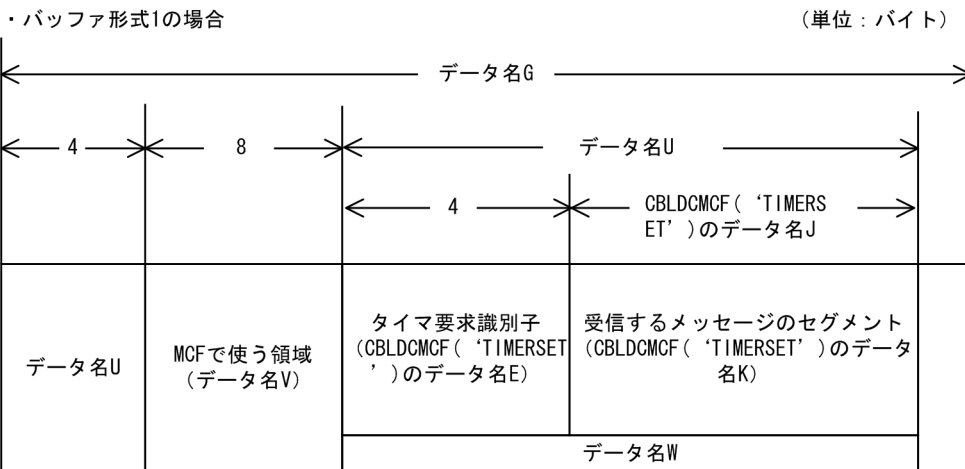 ・バッファ形式1の場合
(単位：バイト)
データ名G
4
8
データ名U
4
CBLDCMCF(‘TIMERS
ET’)のデータ名J
データ名U
MCFで使う領域
(データ名V)
タイマ要求識別子
(CBLDCMCF(‘TIMERSET
’)のデータ名E)
受信するメッセージのセグメント
(CBLDCMCF(‘TIMERSET’)のデータ
名K)
データ名W